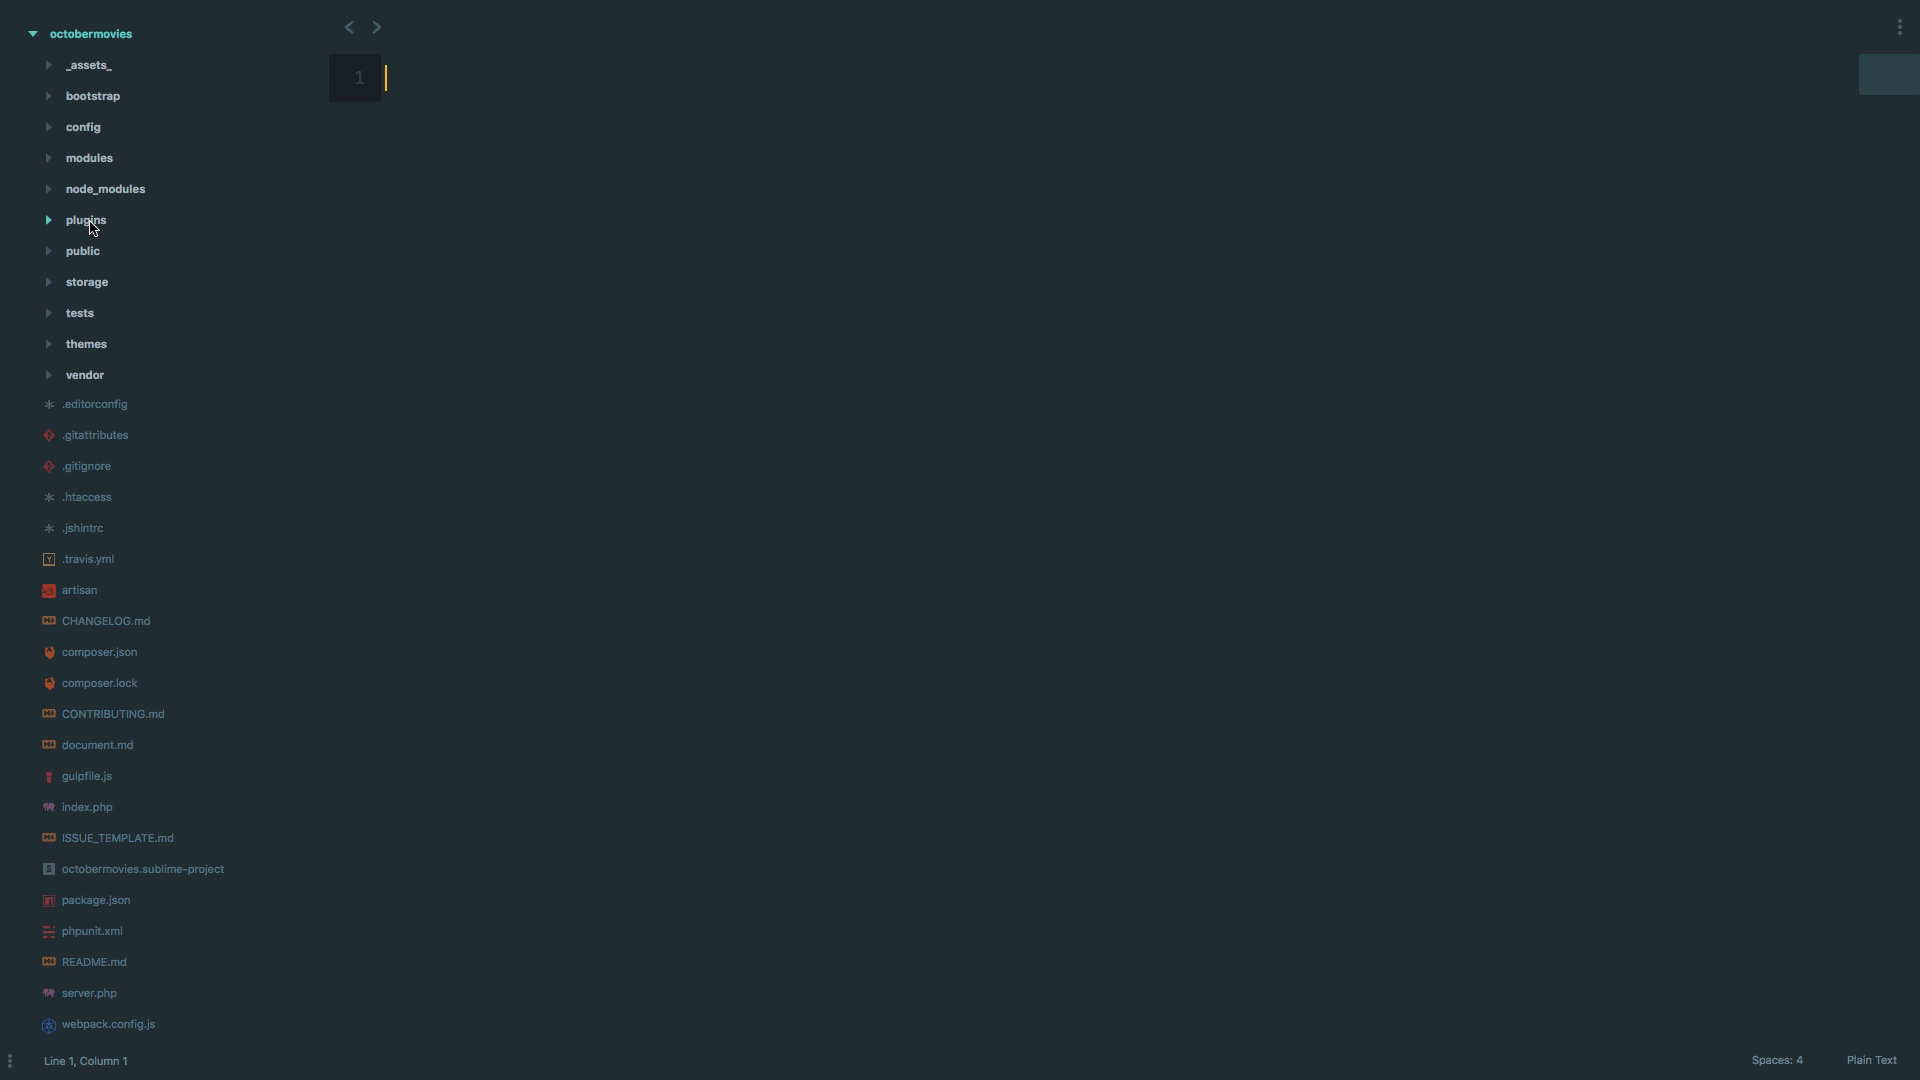 octobermovies
_assets_
bootstrap
config
modules
node_modules
plugins
public
storage
tests
themes
vendor
.editorconfig
.gitattributes
.gitignore
.htaccess
.jshintrc
.travis.yml
artisan
CHANGELOG.md
composer.json
composer.lock
CONTRIBUTING.md
document.md
gulpfile.js
index.php
ISSUE_TEMPLATE.md
octobermovies.sublime-project
package.json
phpunit.xml
README.md
server.php
webpack.config.js
1
Line 1, Column 1
Spaces: 4
Plain Text